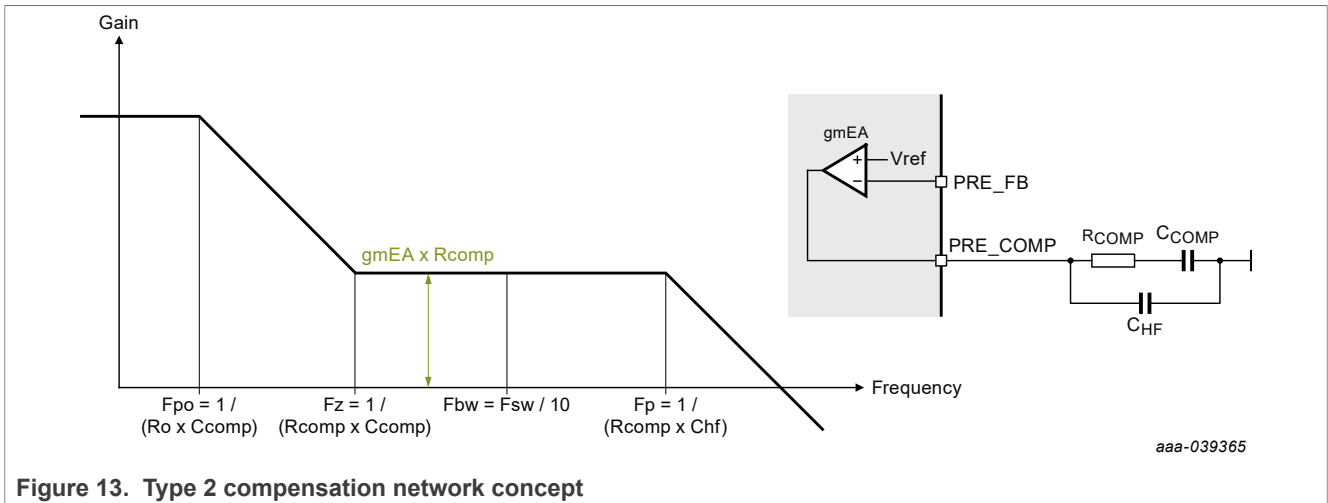 Gain
gmEA
Vref
PRE_FB
PRE_COMP
RCOMP
CCOMP
CHF
gmEA x Rcomp
Frequency
Fpo = 1 /
(Ro x Ccomp)
Fz = 1 /
(Rcomp x Ccomp)
Fbw = Fsw / 10
Fp = 1 /
(Rcomp x Chf)
aaa-039365
Figure 13. Type 2 compensation network concept